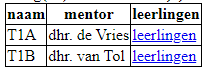 naam mentor leerlingen
T1A dhr. de Vries leerlingen
T1B dhr. van Tol leerlingen